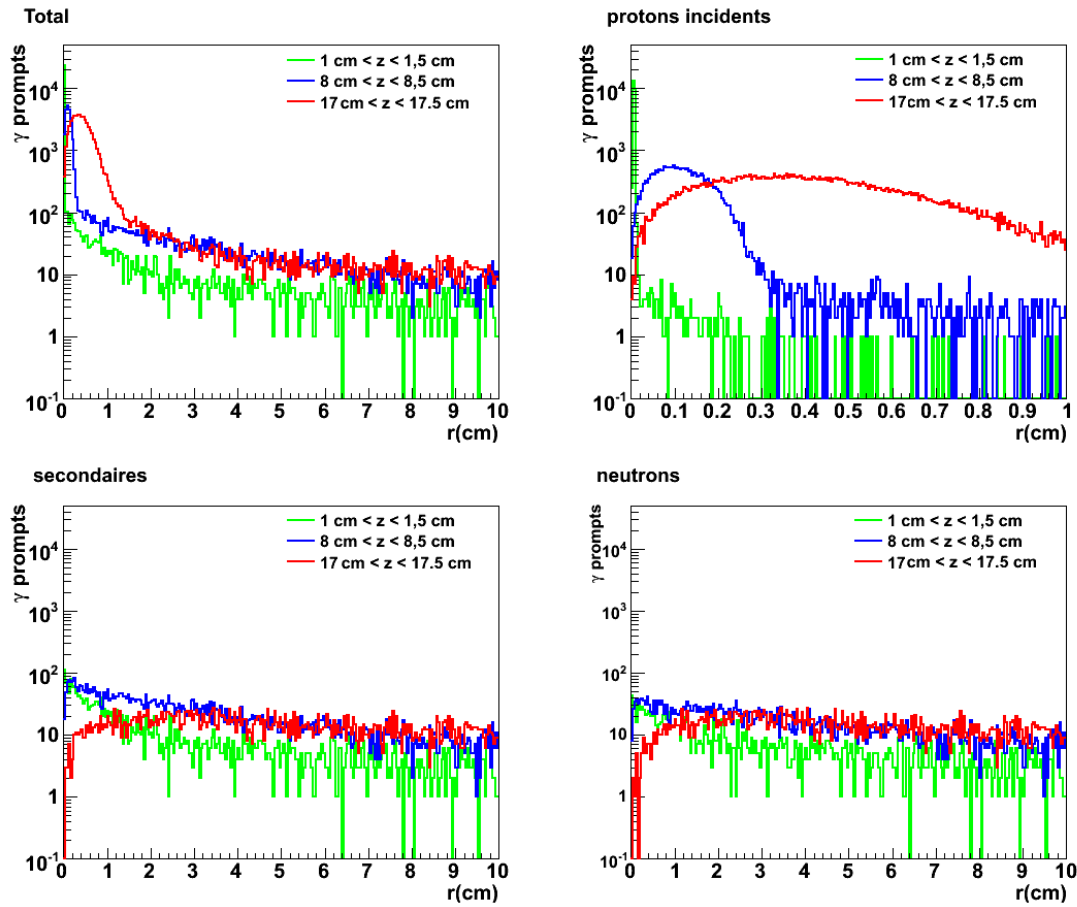 Total
γ prompts
1 cm < z < 1,5 cm
8 cm < z < 8,5 cm
17 cm < z < 17.5 cm
10⁴
10³
10²
10
1
10⁻¹
0 1 2 3 4 5 6 7 8 9 10
r(cm)
protons incidents
γ prompts
1 cm < z < 1,5 cm
8 cm < z < 8,5 cm
17cm < z < 17.5 cm
10⁴
10³
10²
10
1
10⁻¹
0 0.1 0.2 0.3 0.4 0.5 0.6 0.7 0.8 0.9 1
r(cm)
secondaires
γ prompts
1 cm < z < 1,5 cm
8 cm < z < 8,5 cm
17 cm < z < 17.5 cm
10⁴
10³
10²
10
1
10⁻¹
0 1 2 3 4 5 6 7 8 9 10
r(cm)
neutrons
γ prompts
1 cm < z < 1,5 cm
8 cm < z < 8,5 cm
17cm < z < 17.5 cm
10⁴
10³
10²
10
1
10⁻¹
0 1 2 3 4 5 6 7 8 9 10
r(cm)